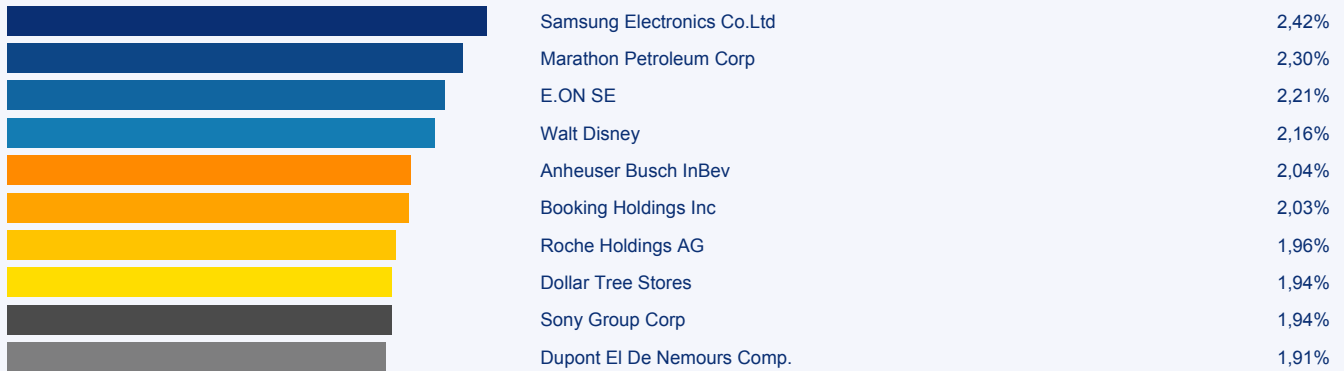 Samsung Electronics Co.Ltd 2,42%
Marathon Petroleum Corp 2,30%
E.ON SE 2,21%
Walt Disney 2,16%
Anheuser Busch InBev 2,04%
Booking Holdings Inc 2,03%
Roche Holdings AG 1,96%
Dollar Tree Stores 1,94%
Sony Group Corp 1,94%
Dupont El De Nemours Comp. 1,91%